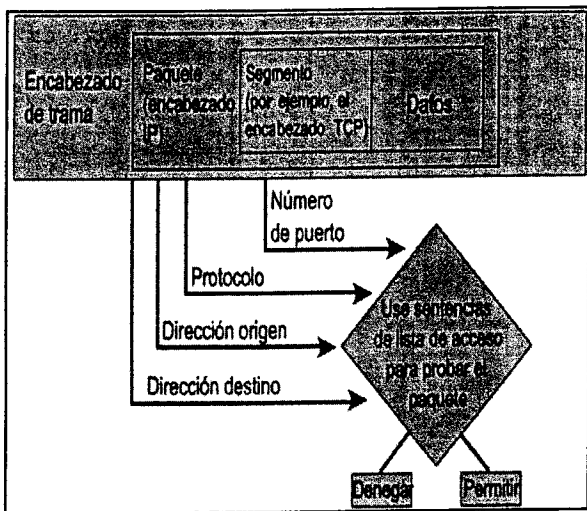 Encabezado
de trama
Paquete
(encabezado
IP)
Segmento
(por ejemplo, el
encabezado TCP)
Datos
Número
de puerto
Protocolo
Dirección origen
Dirección destino
Use sentencias
de lista de acceso
para probar el
paquete
Denegar
Permitir